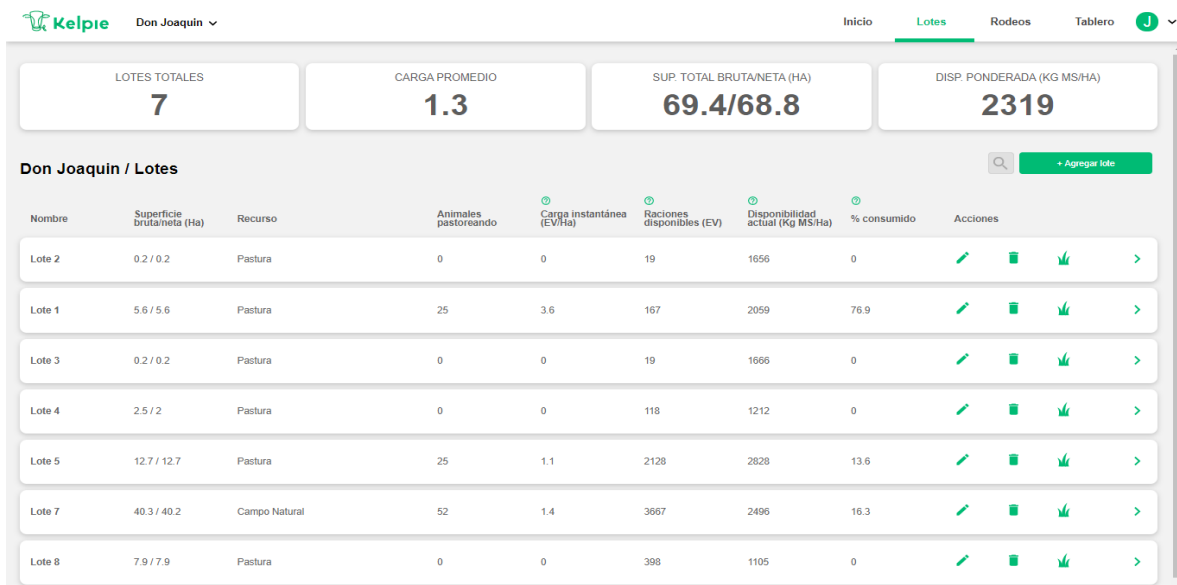 Kelpie Don Joaquin Inicio Lotes Rodeos Tablero J
LOTES TOTALES CARGA PROMEDIO SUP. TOTAL BRUTA/NETA (HA) DISP. PONDERADA (KG MS/HA)
7 1.3 69.4/68.8 2319
Don Joaquin / Lotes + Agregar lote
Nombre Superficie bruta/neta (Ha) Recurso Animales pastoreando Carga instantánea (EV/Ha) Raciones disponibles (EV) Disponibilidad actual (Kg MS/Ha) % consumido Acciones
Lote 2 0.2 / 0.2 Pastura 0 0 19 1656 0
Lote 1 5.6 / 5.6 Pastura 25 3.6 167 2059 76.9
Lote 3 0.2 / 0.2 Pastura 0 0 19 1666 0
Lote 4 2.5 / 2 Pastura 0 0 118 1212 0
Lote 5 12.7 / 12.7 Pastura 25 1.1 2128 2828 13.6
Lote 7 40.3 / 40.2 Campo Natural 52 1.4 3667 2496 16.3
Lote 8 7.9 / 7.9 Pastura 0 0 398 1105 0